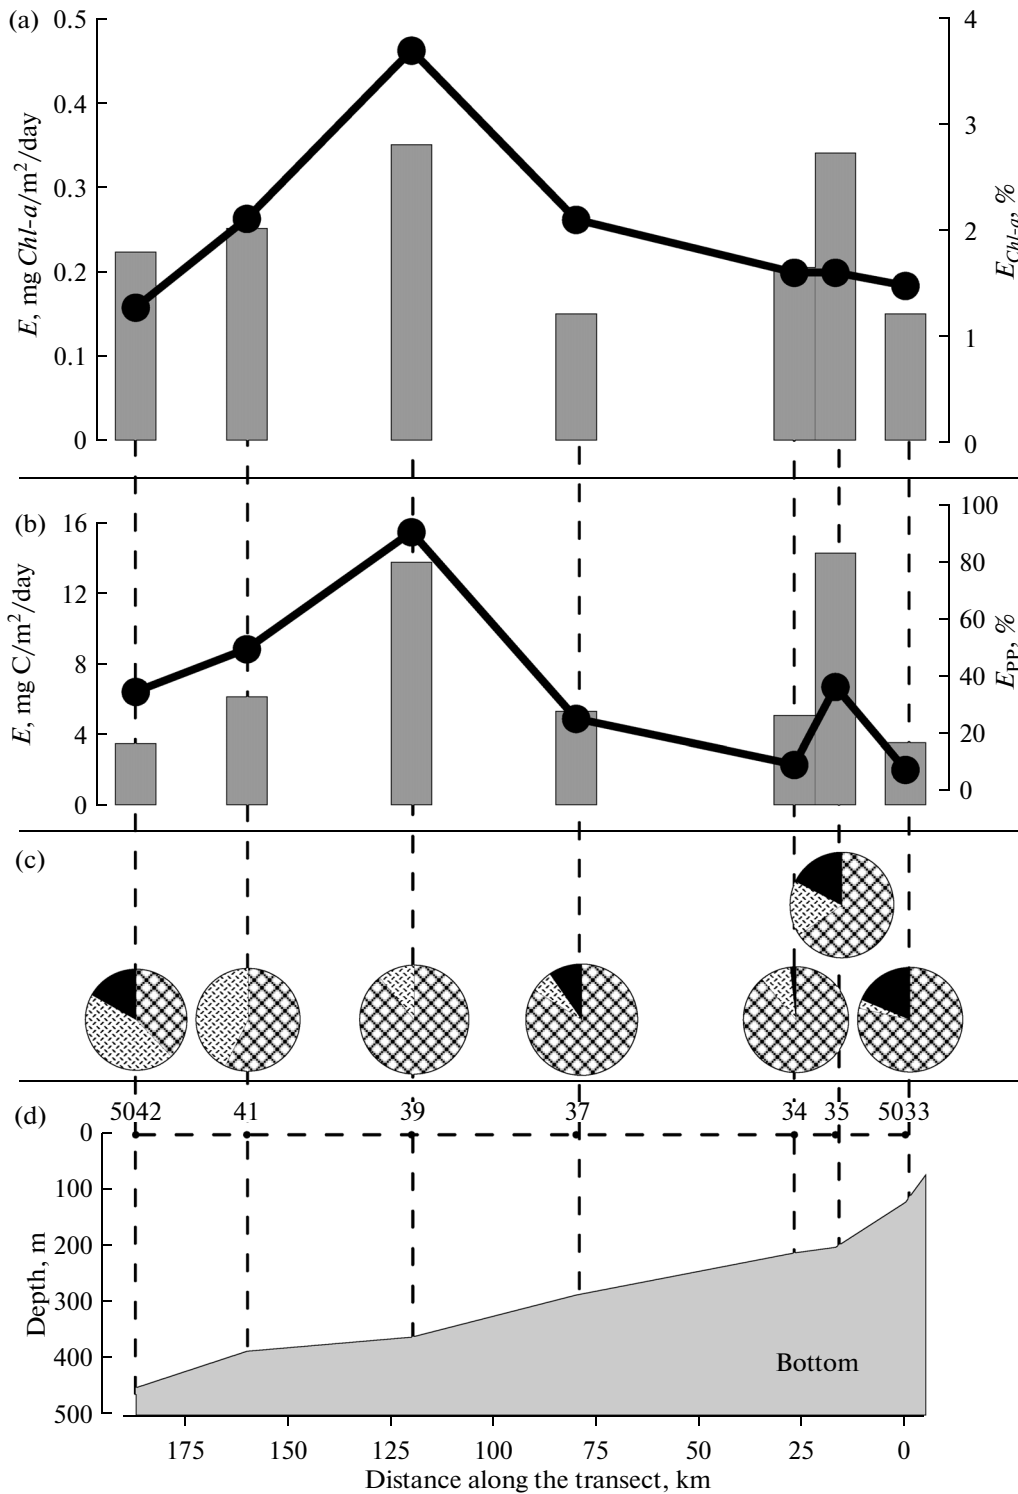 (a)
0.5
0.4
0.3
0.2
0.1
0
E, mg Chl-a/m²/day
4
3
2
1
0
E_Chl-a, %
(b)
16
12
8
4
0
E, mg C/m²/day
100
80
60
40
20
0
E_PP, %
(c)
(d)
5042 41 39 37 34 35 5033
0
100
200
300
400
500
Depth, m
Bottom
175 150 125 100 75 50 25 0
Distance along the transect, km